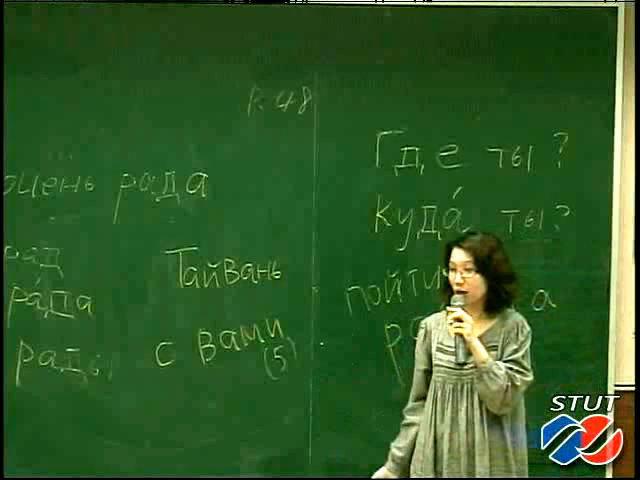 P. 48
очень рада
рад
рада
рады
Тайвань
с вами
(5)
Где ты?
куда́ ты?
пойти
а
STUT